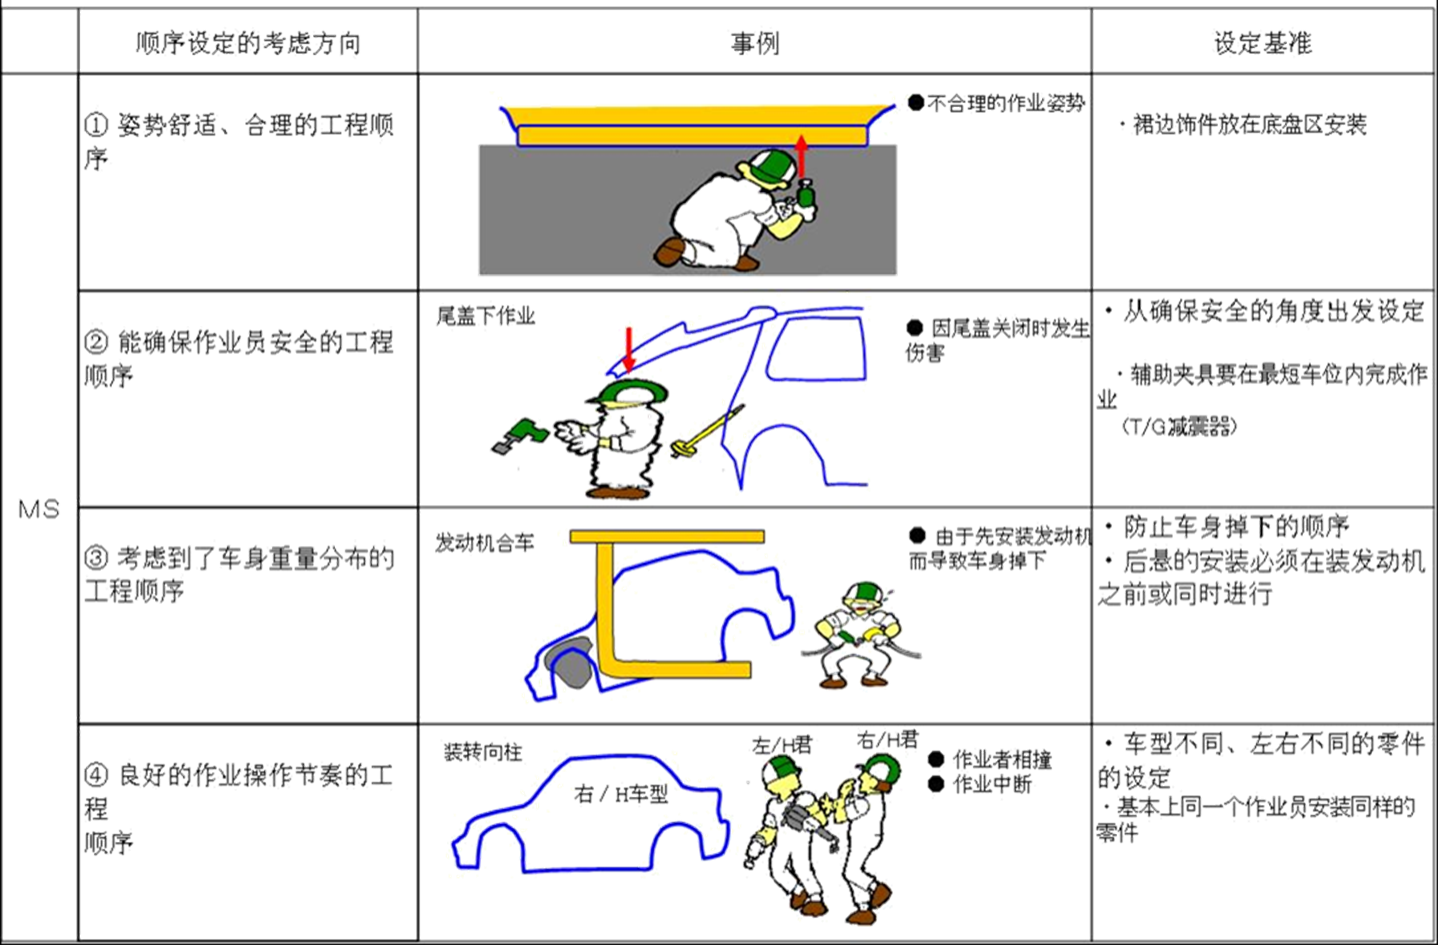 顺序设定的考虑方向
事例
设定基准
MS
① 姿势舒适、合理的工程顺
序
●不合理的作业姿势
・裙边饰件放在底盘区安装
② 能确保作业员安全的工程
顺序
尾盖下作业
● 因尾盖关闭时发生
伤害
・从确保安全的角度出发设定
・辅助夹具要在最短车位内完成作
业
（T/G减震器）
③ 考虑到了车身重量分布的
工程顺序
发动机合车
● 由于先安装发动机
而导致车身掉下
・防止车身掉下的顺序
・后悬的安装必须在装发动机
之前或同时进行
④ 良好的作业操作节奏的工
程
顺序
装转向柱
右/H车型
左/H君
右/H君
● 作业者相撞
● 作业中断
・车型不同、左右不同的零件
的设定
・基本上同一个作业员安装同样的
零件